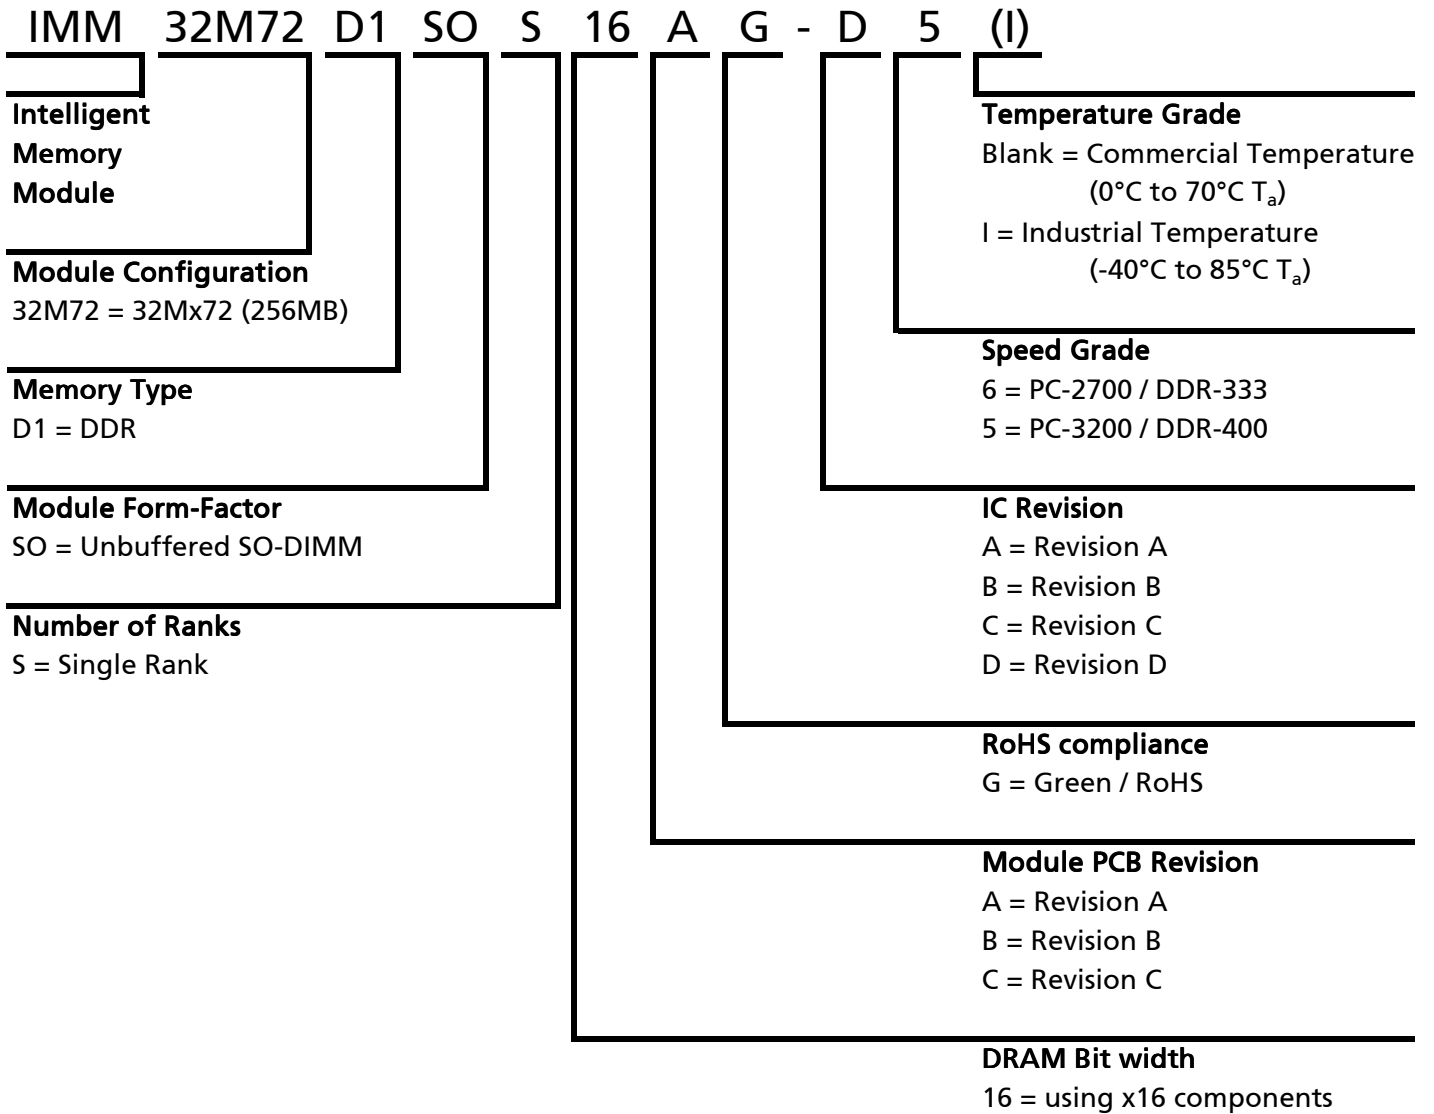 IMM 32M72 D1 SO S 16 A G - D 5 (I)
Intelligent
Memory
Module
Module Configuration
32M72 = 32Mx72 (256MB)
Memory Type
D1 = DDR
Module Form-Factor
SO = Unbuffered SO-DIMM
Number of Ranks
S = Single Rank
Temperature Grade
Blank = Commercial Temperature
(0°C to 70°C Ta)
I = Industrial Temperature
(-40°C to 85°C Ta)
Speed Grade
6 = PC-2700 / DDR-333
5 = PC-3200 / DDR-400
IC Revision
A = Revision A
B = Revision B
C = Revision C
D = Revision D
RoHS compliance
G = Green / RoHS
Module PCB Revision
A = Revision A
B = Revision B
C = Revision C
DRAM Bit width
16 = using x16 components